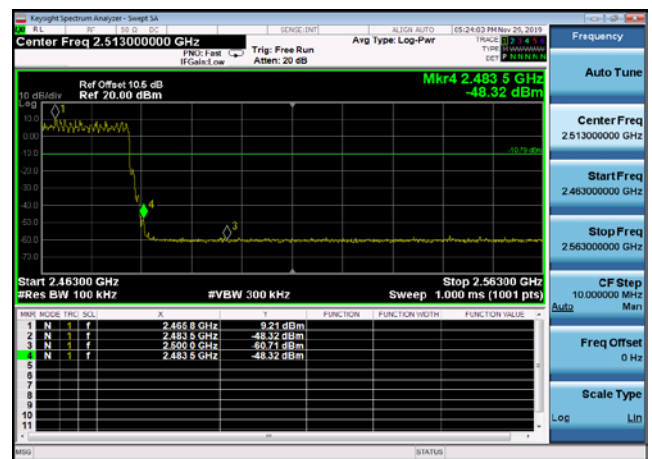 Keysight Spectrum Analyzer - Swept SA
RL RF 50 Ω DC SENSE:INT ALIGN AUTO 05:24:03 PM Nov 25, 2019
Center Freq 2.513000000 GHz
PNO: Fast
IFGain:Low
Trig: Free Run
Atten: 20 dB
Avg Type: Log-Pwr
TRACE 1 2 3 4 5 6
TYPE M W W W W W
DET P N N N N N
Ref Offset 10.5 dB
10 dB/div Ref 20.00 dBm
Mkr4 2.483 5 GHz
-48.32 dBm
Log
10.0
0.00
-10.0
-20.0
-30.0
-40.0
-50.0
-60.0
-70.0
1
-10.79 dBm
4
3
Start 2.46300 GHz Stop 2.56300 GHz
#Res BW 100 kHz #VBW 300 kHz Sweep 1.000 ms (1001 pts)
MKR MODE TRC SCL X Y FUNCTION FUNCTION WIDTH FUNCTION VALUE
1 N 1 f 2.465 8 GHz 9.21 dBm
2 N 1 f 2.483 5 GHz -48.32 dBm
3 N 1 f 2.500 0 GHz -60.71 dBm
4 N 1 f 2.483 5 GHz -48.32 dBm
5
6
7
8
9
10
11
MSG STATUS
Frequency
Auto Tune
Center Freq
2.513000000 GHz
Start Freq
2.463000000 GHz
Stop Freq
2.563000000 GHz
CF Step
10.000000 MHz
Auto Man
Freq Offset
0 Hz
Scale Type
Log Lin